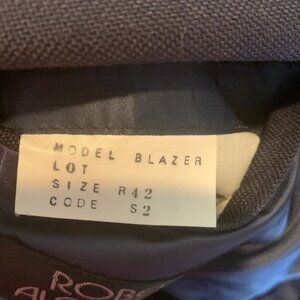 MODEL BLAZER
LOT
SIZE R42
CODE S2